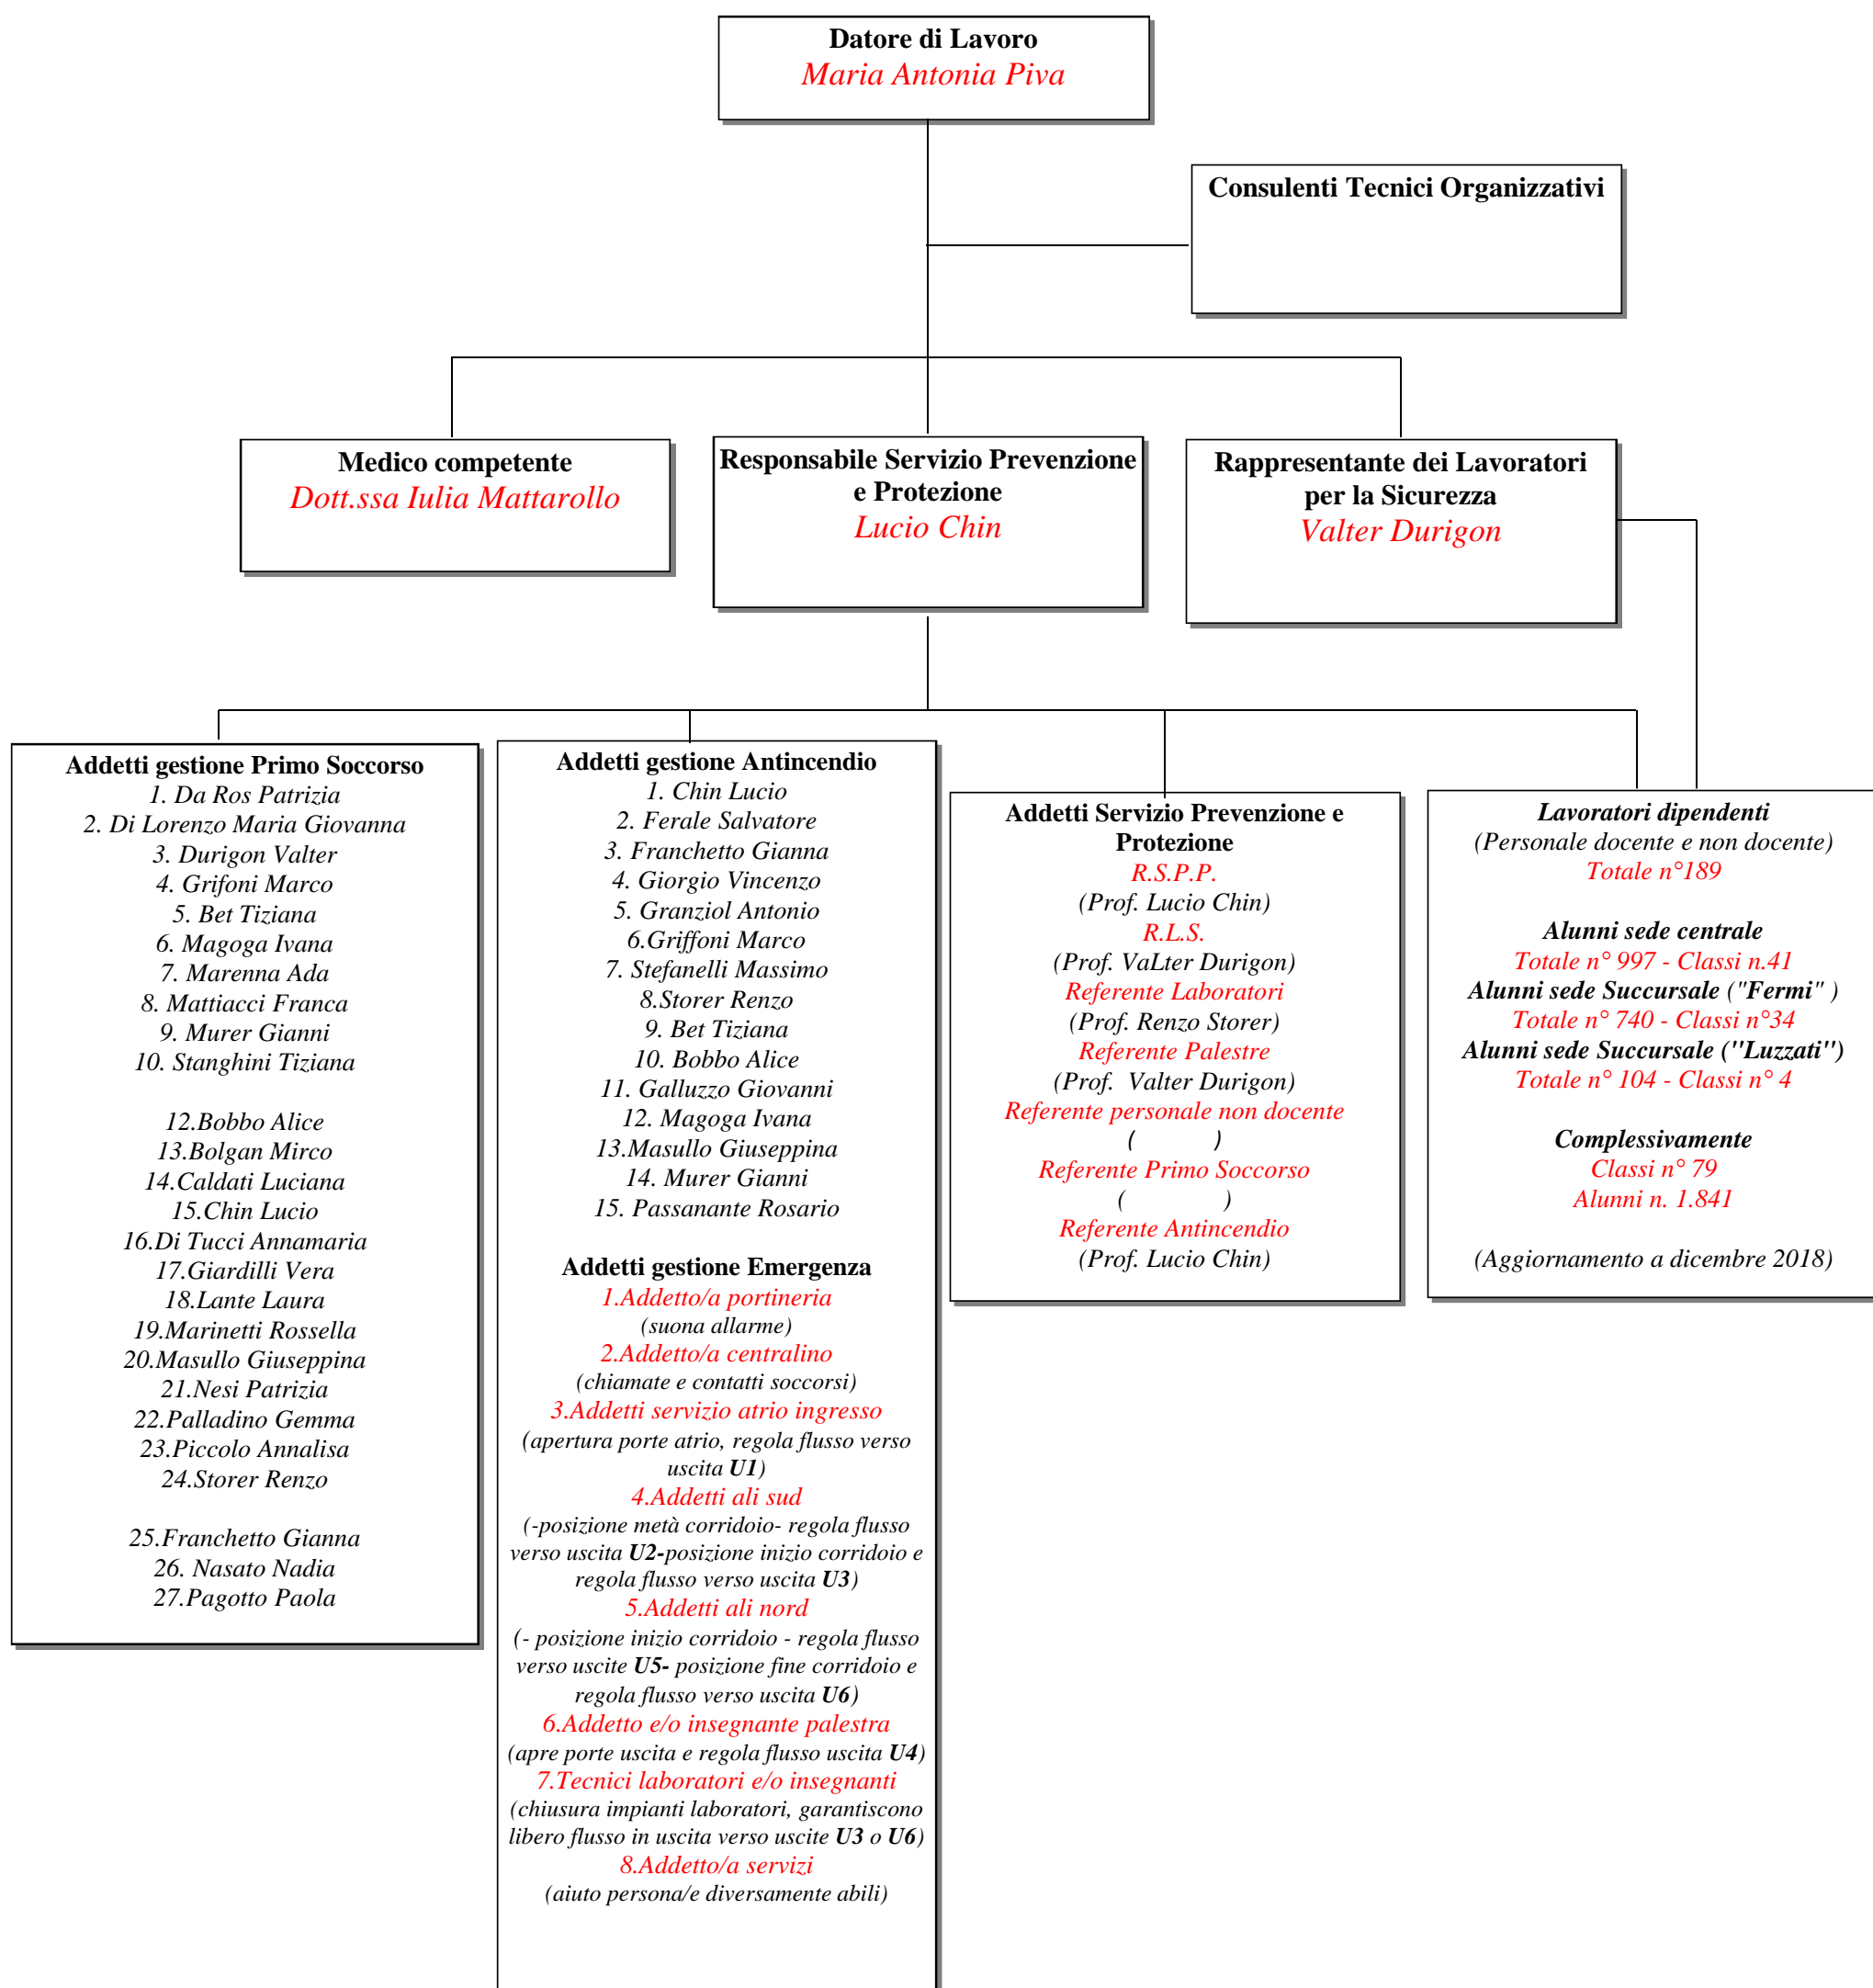 Datore di Lavoro
Maria Antonia Piva
Consulenti Tecnici Organizzativi
Medico competente
Dott.ssa Iulia Mattarollo
Responsabile Servizio Prevenzione
e Protezione
Lucio Chin
Rappresentante dei Lavoratori
per la Sicurezza
Valter Durigon
Addetti gestione Primo Soccorso
1. Da Ros Patrizia
2. Di Lorenzo Maria Giovanna
3. Durigon Valter
4. Grifoni Marco
5. Bet Tiziana
6. Magoga Ivana
7. Marenna Ada
8. Mattiacci Franca
9. Murer Gianni
10. Stanghini Tiziana
12.Bobbo Alice
13.Bolgan Mirco
14.Caldati Luciana
15.Chin Lucio
16.Di Tucci Annamaria
17.Giardilli Vera
18.Lante Laura
19.Marinetti Rossella
20.Masullo Giuseppina
21.Nesi Patrizia
22.Palladino Gemma
23.Piccolo Annalisa
24.Storer Renzo
25.Franchetto Gianna
26. Nasato Nadia
27.Pagotto Paola
Addetti gestione Antincendio
1. Chin Lucio
2. Ferale Salvatore
3. Franchetto Gianna
4. Giorgio Vincenzo
5. Granziol Antonio
6.Griffoni Marco
7. Stefanelli Massimo
8.Storer Renzo
9. Bet Tiziana
10. Bobbo Alice
11. Galluzzo Giovanni
12. Magoga Ivana
13.Masullo Giuseppina
14. Murer Gianni
15. Passanante Rosario
Addetti gestione Emergenza
1.Addetto/a portineria
(suona allarme)
2.Addetto/a centralino
(chiamate e contatti soccorsi)
3.Addetti servizio atrio ingresso
(apertura porte atrio, regola flusso verso
uscita U1)
4.Addetti ali sud
(-posizione metà corridoio- regola flusso
verso uscita U2-posizione inizio corridoio e
regola flusso verso uscita U3)
5.Addetti ali nord
(- posizione inizio corridoio - regola flusso
verso uscite U5- posizione fine corridoio e
regola flusso verso uscita U6)
6.Addetto e/o insegnante palestra
(apre porte uscita e regola flusso uscita U4)
7.Tecnici laboratori e/o insegnanti
(chiusura impianti laboratori, garantiscono
libero flusso in uscita verso uscite U3 o U6)
8.Addetto/a servizi
(aiuto persona/e diversamente abili)
Addetti Servizio Prevenzione e
Protezione
R.S.P.P.
(Prof. Lucio Chin)
R.L.S.
(Prof. VaLter Durigon)
Referente Laboratori
(Prof. Renzo Storer)
Referente Palestre
(Prof. Valter Durigon)
Referente personale non docente
( )
Referente Primo Soccorso
( )
Referente Antincendio
(Prof. Lucio Chin)
Lavoratori dipendenti
(Personale docente e non docente)
Totale n°189
Alunni sede centrale
Totale n° 997 - Classi n.41
Alunni sede Succursale ("Fermi" )
Totale n° 740 - Classi n°34
Alunni sede Succursale ("Luzzati")
Totale n° 104 - Classi n° 4
Complessivamente
Classi n° 79
Alunni n. 1.841
(Aggiornamento a dicembre 2018)